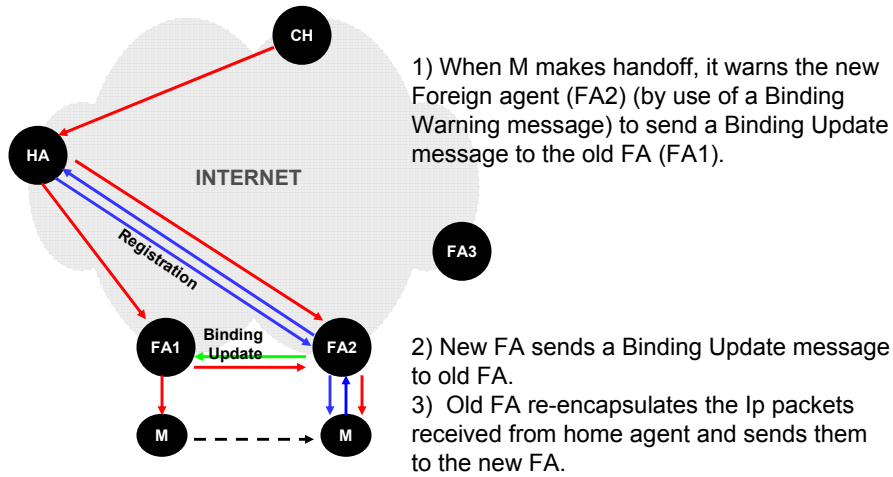 CH
1) When M makes handoff, it warns the new
Foreign agent (FA2) (by use of a Binding
Warning message) to send a Binding Update
message to the old FA (FA1).
HA
INTERNET
Registration
FA3
FA1
Binding
Update
FA2
2) New FA sends a Binding Update message
to old FA.
3) Old FA re-encapsulates the Ip packets
received from home agent and sends them
to the new FA.
M
M